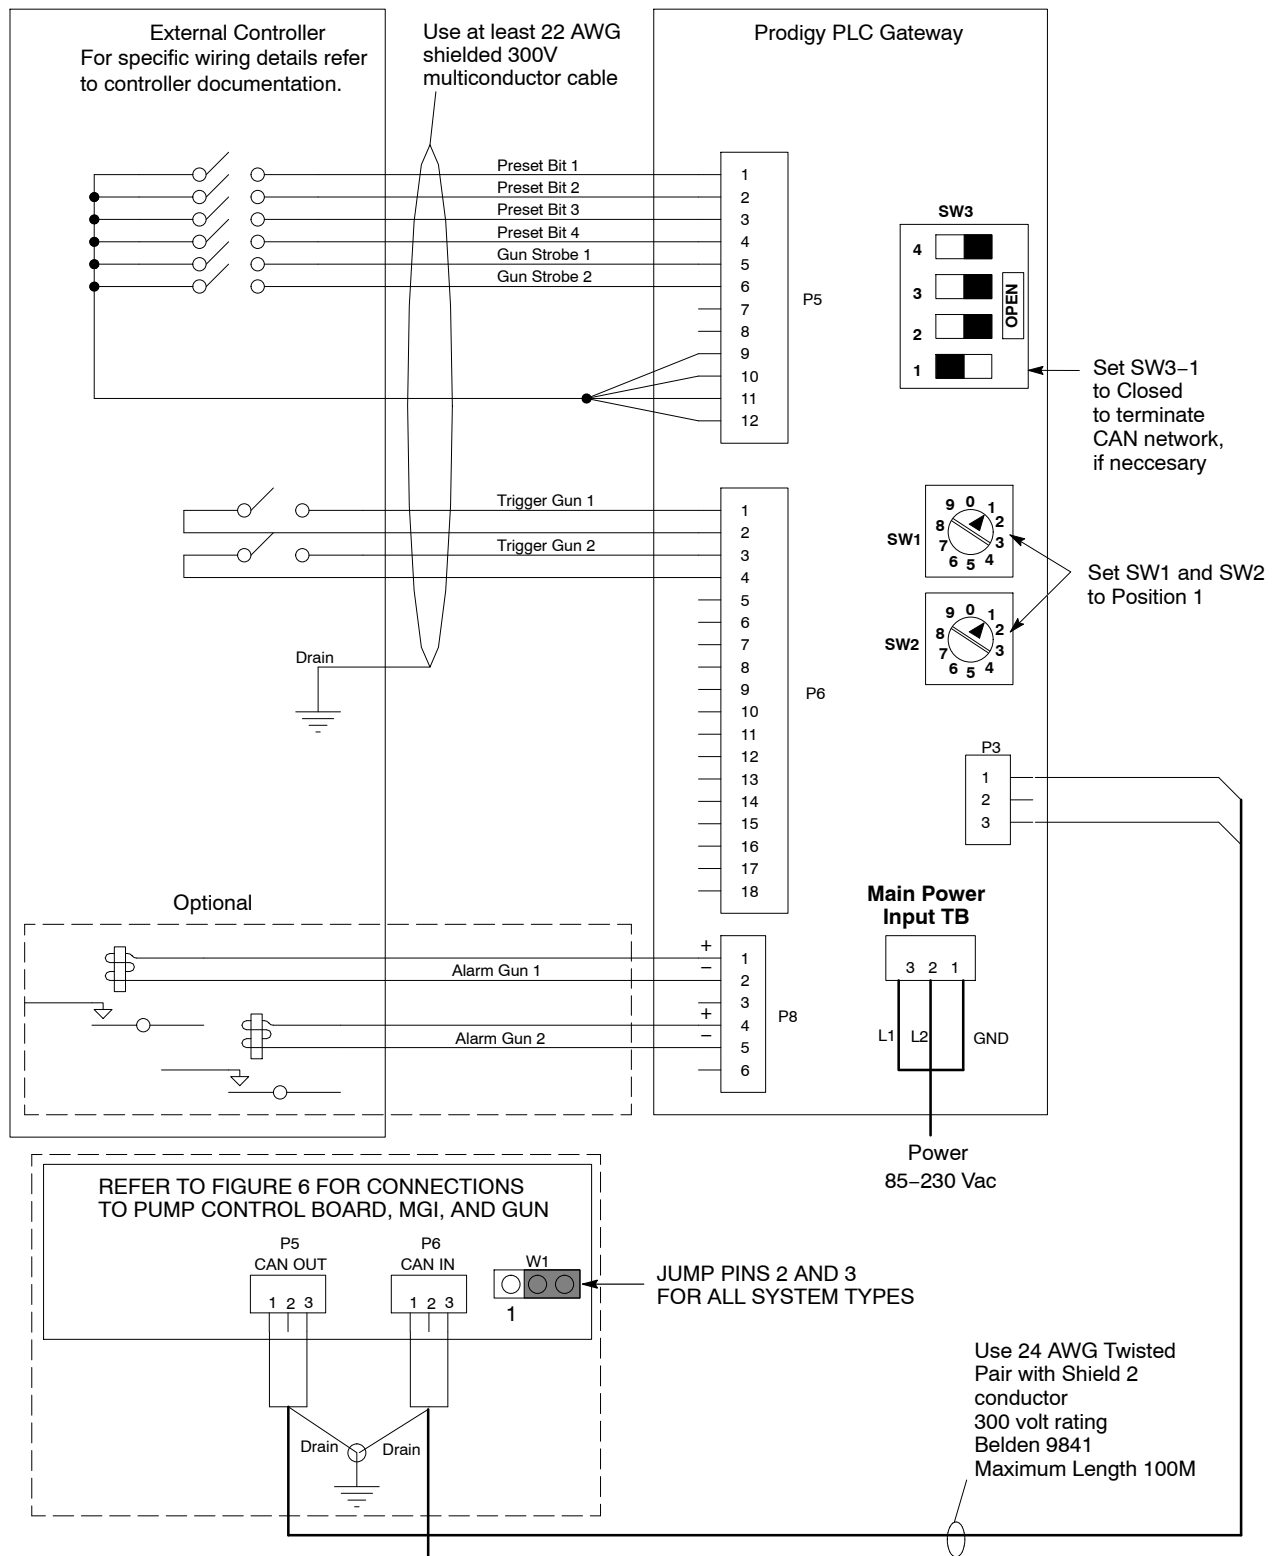 External Controller
For specific wiring details refer
to controller documentation.
Use at least 22 AWG
shielded 300V
multiconductor cable
Prodigy PLC Gateway
Preset Bit 1
Preset Bit 2
Preset Bit 3
Preset Bit 4
Gun Strobe 1
Gun Strobe 2
1
2
3
4
5
6
7
8
9
10
11
12
P5
SW3
4
3
2
1
OPEN
Set SW3–1
to Closed
to terminate
CAN network,
if neccesary
Trigger Gun 1
Trigger Gun 2
1
2
3
4
5
6
7
8
9
10
11
12
13
14
15
16
17
18
P6
Drain
SW1
0
1
2
3
4
5
6
7
8
9
SW2
0
1
2
3
4
5
6
7
8
9
Set SW1 and SW2
to Position 1
P3
1
2
3
Optional
Alarm Gun 1
Alarm Gun 2
+
–
+
–
1
2
3
4
5
6
P8
Main Power
Input TB
3 2 1
L1 L2 GND
Power
85–230 Vac
REFER TO FIGURE 6 FOR CONNECTIONS
TO PUMP CONTROL BOARD, MGI, AND GUN
P5
CAN OUT
1 2 3
P6
CAN IN
1 2 3
W1
1
JUMP PINS 2 AND 3
FOR ALL SYSTEM TYPES
Drain
Drain
Use 24 AWG Twisted
Pair with Shield 2
conductor
300 volt rating
Belden 9841
Maximum Length 100M